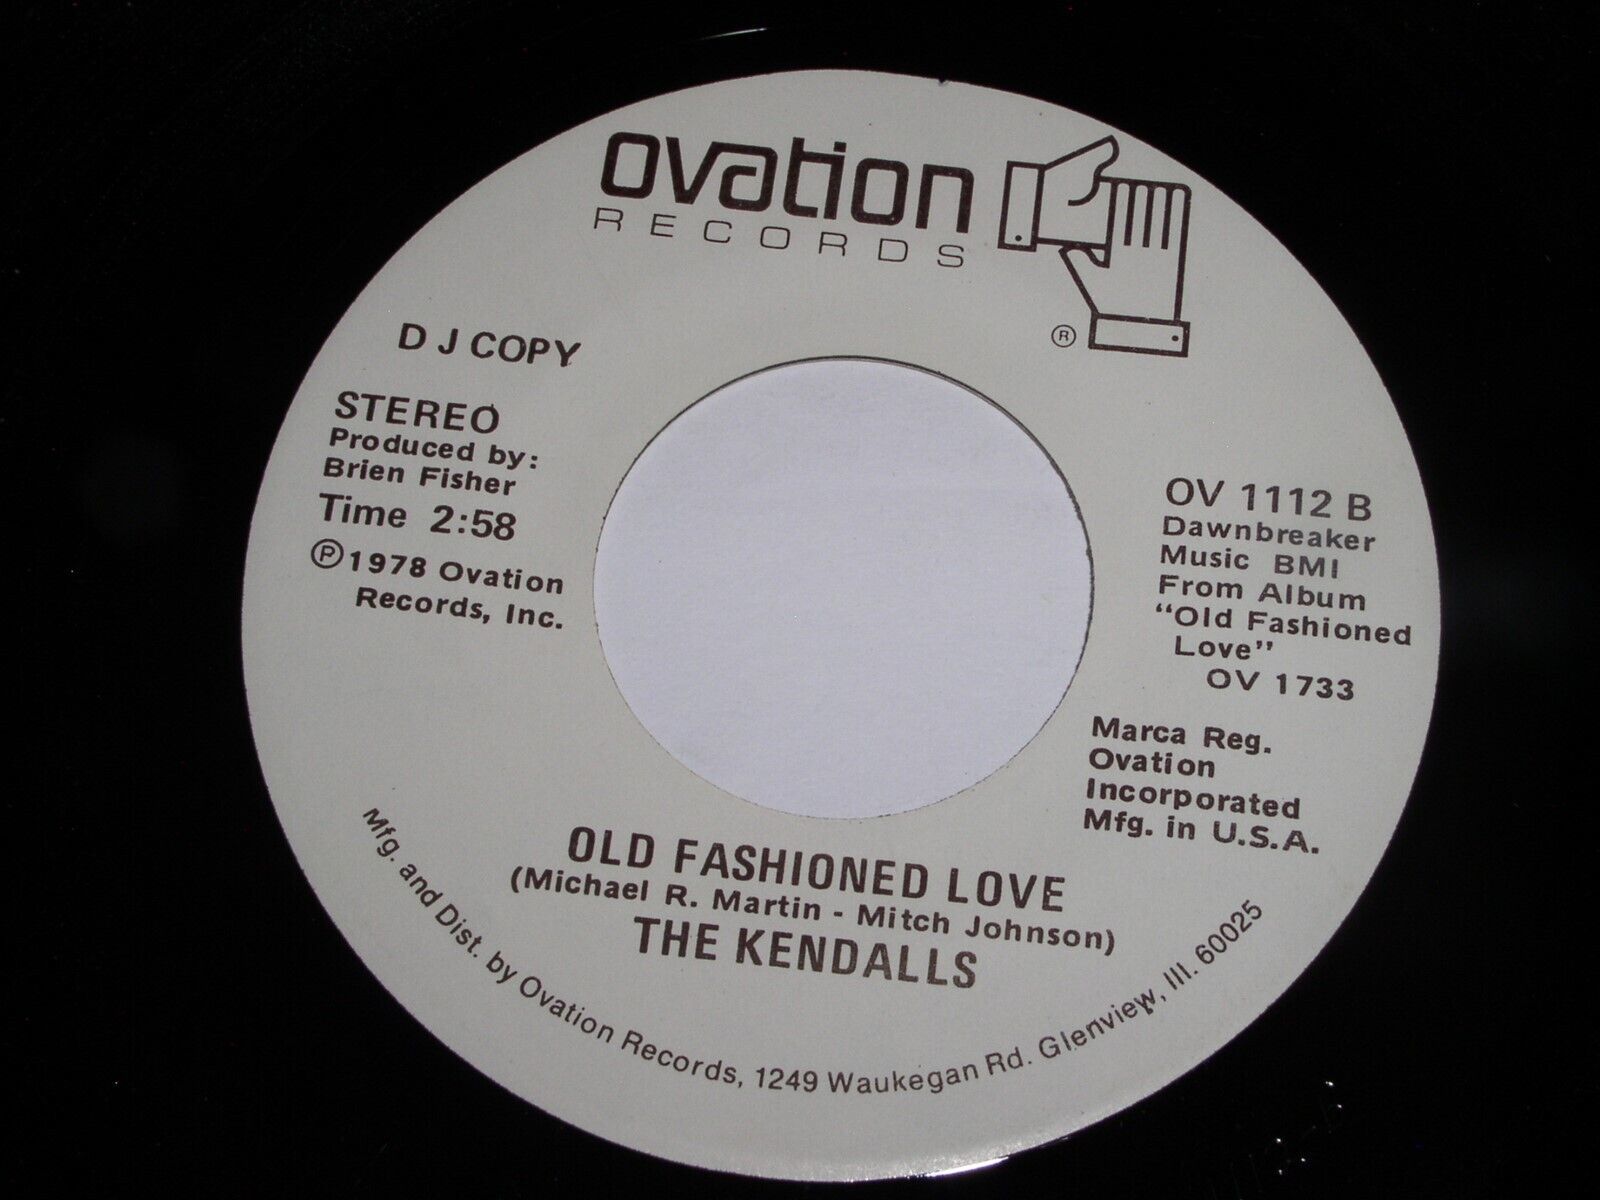 ovation
RECORDS
®
D J COPY
STEREO
Produced by:
Brien Fisher
Time 2:58
℗ 1978 Ovation
Records, Inc.
OV 1112 B
Dawnbreaker
Music BMI
From Album
"Old Fashioned
Love"
OV 1733
Marca Reg.
Ovation
Incorporated
Mfg. in U.S.A.
OLD FASHIONED LOVE
(Michael R. Martin - Mitch Johnson)
THE KENDALLS
Mfg. and Dist. by Ovation Records, 1249 Waukegan Rd. Glenview, Ill. 60025